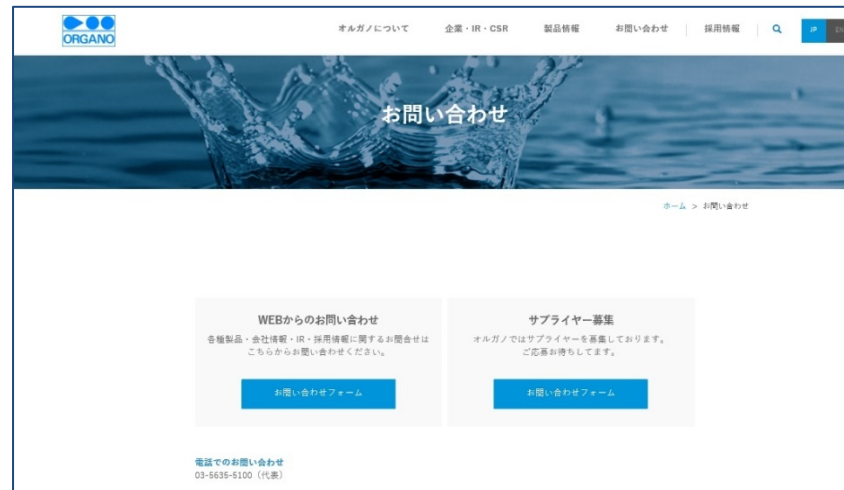 ORGANO
オルガノについて 企業・IR・CSR 製品情報 お問い合わせ 採用情報 JP EN
お問い合わせ
ホーム > お問い合わせ
WEBからのお問い合わせ
各種製品・会社情報・IR・採用情報に関するお問合せは
こちらからお問い合わせください。
お問い合わせフォーム
サプライヤー募集
オルガノではサプライヤーを募集しております。
ご応募お待ちしてます。
お問い合わせフォーム
電話でのお問い合わせ
03-5635-5100（代表）